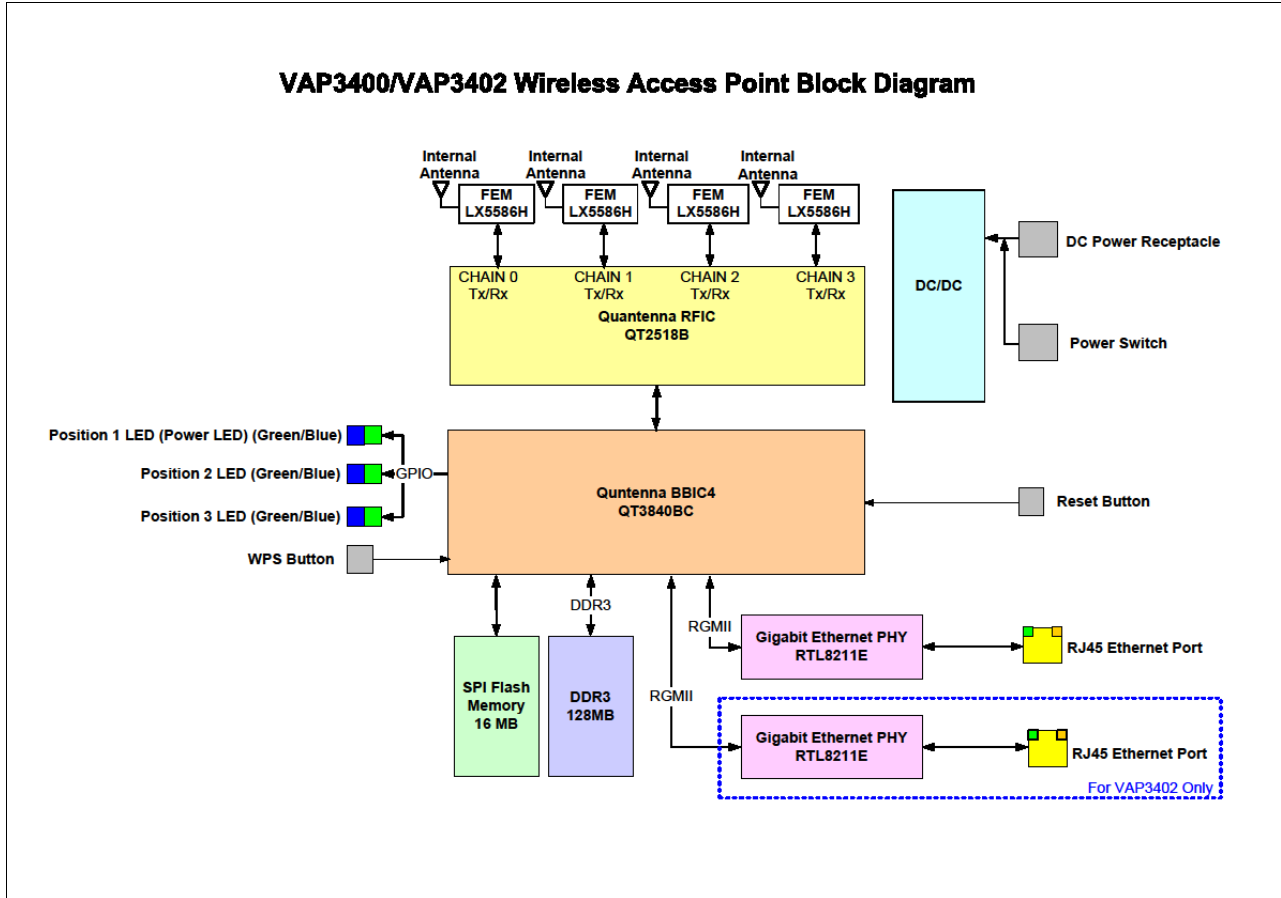 VAP3400/VAP3402 Wireless Access Point Block Diagram
Internal
Antenna
Internal
Antenna
Internal
Antenna
Internal
Antenna
FEM
LX5586H
FEM
LX5586H
FEM
LX5586H
FEM
LX5586H
CHAIN 0
Tx/Rx
CHAIN 1
Tx/Rx
CHAIN 2
Tx/Rx
CHAIN 3
Tx/Rx
Quantenna RFIC
QT2518B
DC/DC
DC Power Receptacle
Power Switch
Position 1 LED (Power LED) (Green/Blue)
Position 2 LED (Green/Blue)
Position 3 LED (Green/Blue)
GPIO
WPS Button
Quntenna BBIC4
QT3840BC
Reset Button
DDR3
RGMII
RGMII
SPI Flash
Memory
16 MB
DDR3
128MB
Gigabit Ethernet PHY
RTL8211E
RJ45 Ethernet Port
Gigabit Ethernet PHY
RTL8211E
RJ45 Ethernet Port
For VAP3402 Only